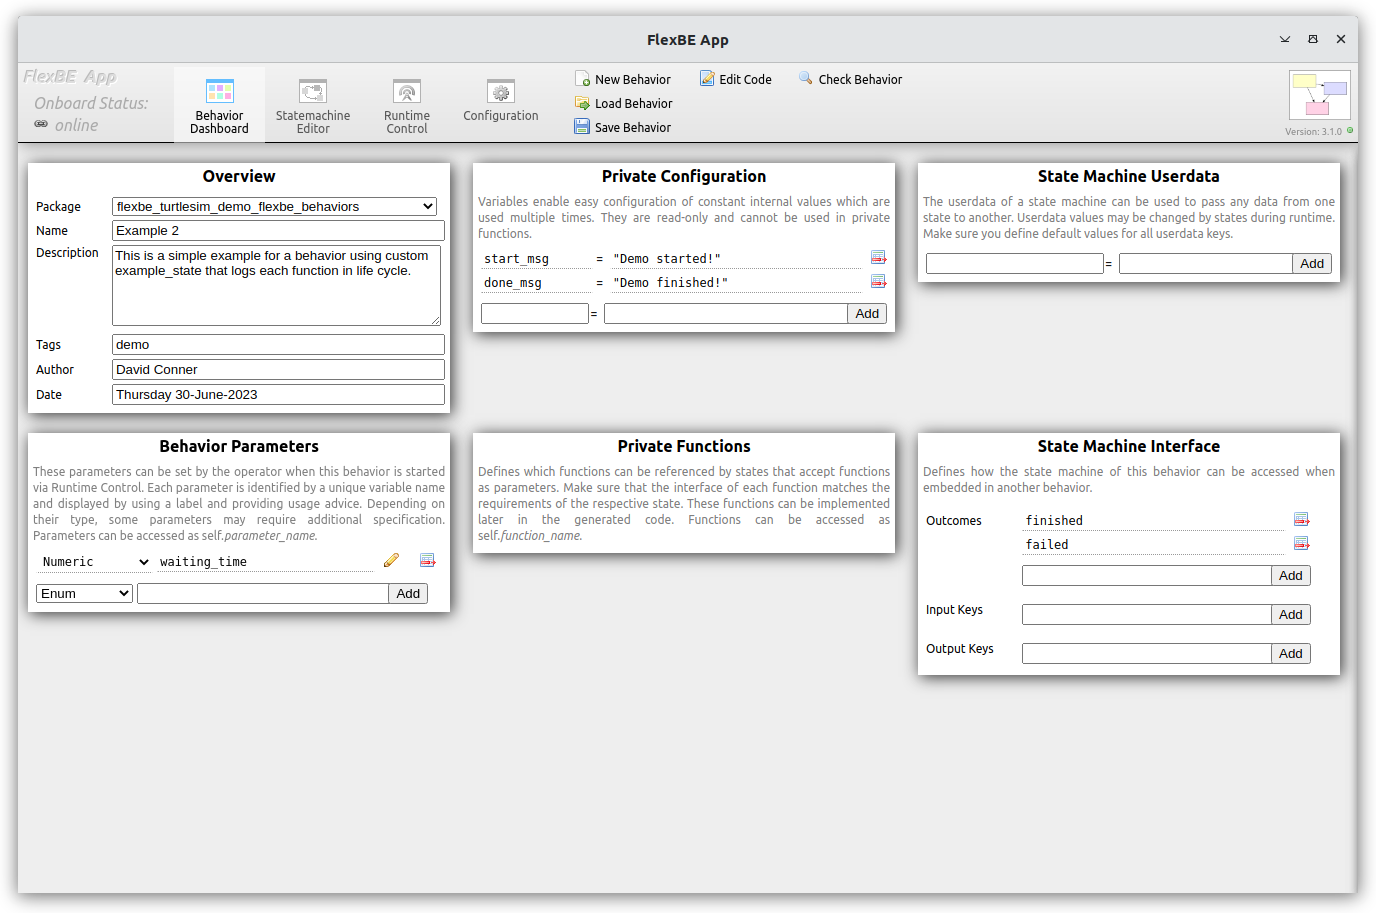 FlexBE App
FlexBE App
Onboard Status:
online
Behavior
Dashboard
Statemachine
Editor
Runtime
Control
Configuration
New Behavior
Load Behavior
Save Behavior
Edit Code
Check Behavior
Version: 3.1.0
Overview
Package flexbe_turtlesim_demo_flexbe_behaviors
Name Example 2
Description This is a simple example for a behavior using custom
example_state that logs each function in life cycle.
Tags demo
Author David Conner
Date Thursday 30-June-2023
Private Configuration
Variables enable easy configuration of constant internal values which are
used multiple times. They are read-only and cannot be used in private
functions.
start_msg = "Demo started!"
done_msg = "Demo finished!"
= Add
State Machine Userdata
The userdata of a state machine can be used to pass any data from one
state to another. Userdata values may be changed by states during runtime.
Make sure you define default values for all userdata keys.
= Add
Behavior Parameters
These parameters can be set by the operator when this behavior is started
via Runtime Control. Each parameter is identified by a unique variable name
and displayed by using a label and providing usage advice. Depending on
their type, some parameters may require additional specification.
Parameters can be accessed as self.parameter_name.
Numeric waiting_time
Enum Add
Private Functions
Defines which functions can be referenced by states that accept functions
as parameters. Make sure that the interface of each function matches the
requirements of the respective state. These functions can be implemented
later in the generated code. Functions can be accessed as
self.function_name.
State Machine Interface
Defines how the state machine of this behavior can be accessed when
embedded in another behavior.
Outcomes finished
failed
Add
Input Keys Add
Output Keys Add